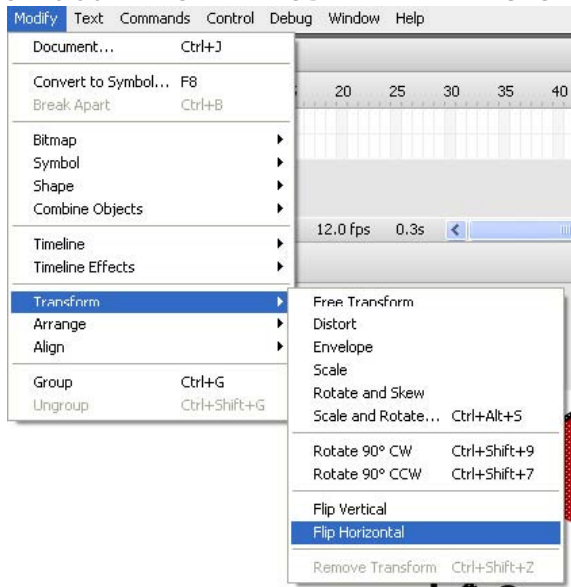 Modify Text Commands Control Debug Window Help
Document... Ctrl+J
Convert to Symbol... F8
Break Apart Ctrl+B
Bitmap
Symbol
Shape
Combine Objects
Timeline
Timeline Effects
Transform
Arrange
Align
Group Ctrl+G
Ungroup Ctrl+Shift+G
20 25 30 35 40
12.0 fps 0.3s
Free Transform
Distort
Envelope
Scale
Rotate and Skew
Scale and Rotate... Ctrl+Alt+S
Rotate 90° CW Ctrl+Shift+9
Rotate 90° CCW Ctrl+Shift+7
Flip Vertical
Flip Horizontal
Remove Transform Ctrl+Shift+Z